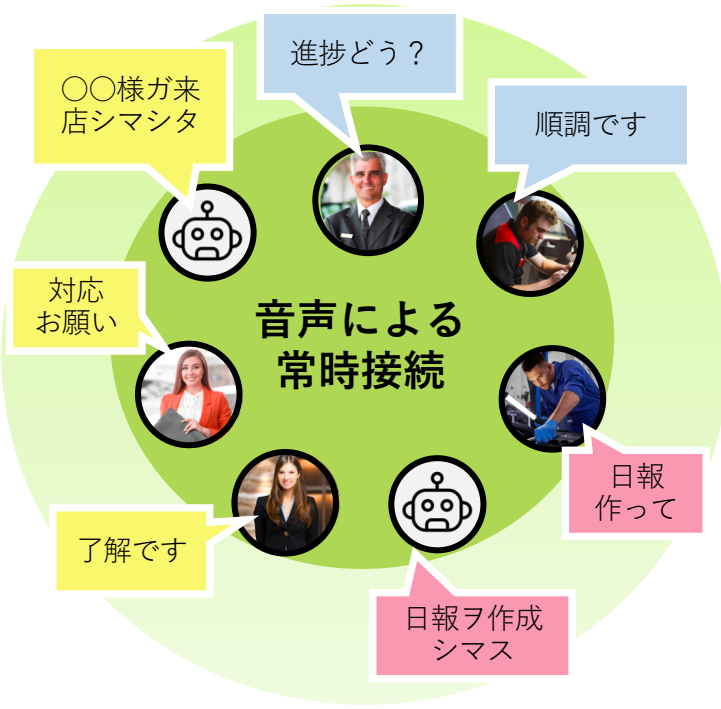 進捗どう？
〇〇様ガ来
店シマシタ
順調です
対応
お願い
音声による
常時接続
日報
作って
了解です
日報ヲ作成
シマス